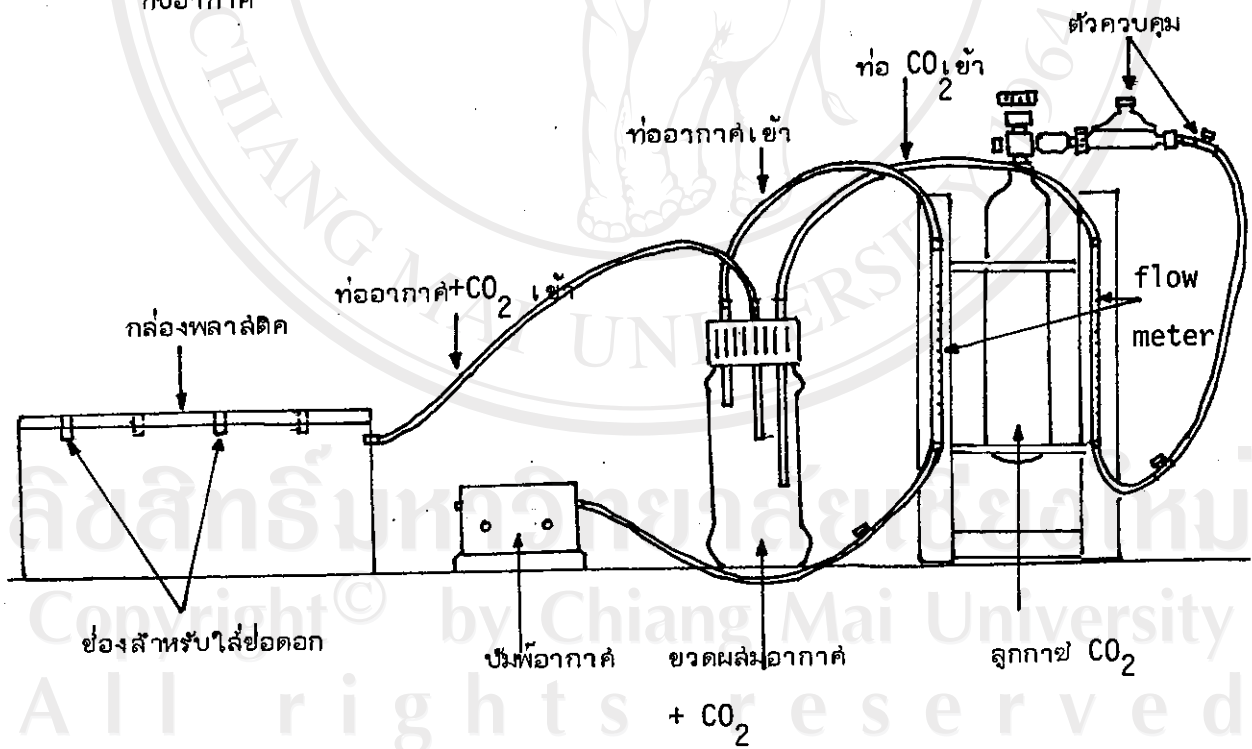 กับอากาศ
ตัวควบคุม
ท่อ CO2 เข้า
ท่ออากาศเข้า
ท่ออากาศ+CO2 เข้า
กล่องพลาสติค
flow
meter
ช่องสำหรับใส่ช่อดอก
ปัมพ์อากาศ
ขวดผสมอากาศ
+ CO2
ลูกกาซ CO2
CHIANG MAI UNIVERSITY 1964
ลิขสิทธิ์มหาวิทยาลัยเชียงใหม่
Copyright© by Chiang Mai University
All rights reserved